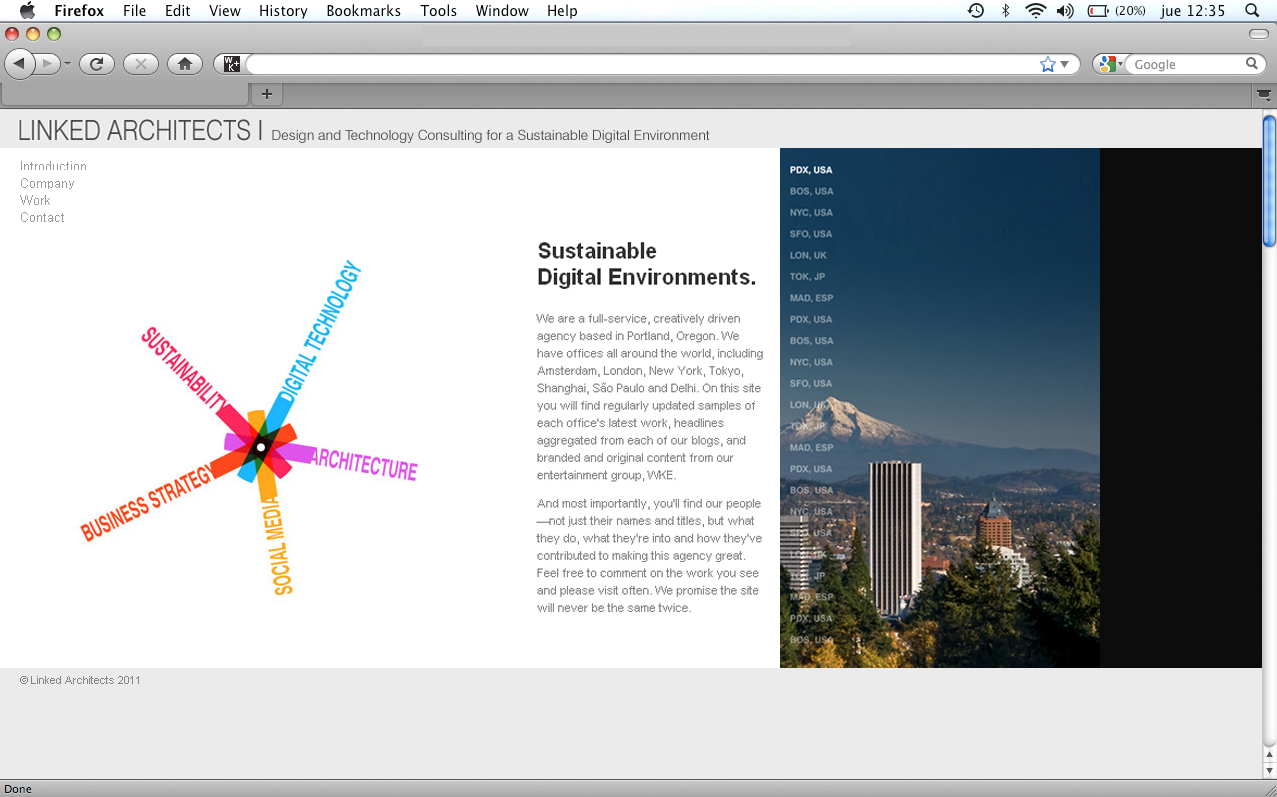 Firefox File Edit View History Bookmarks Tools Window Help (20%) jue 12:35
W
K+
Google
LINKED ARCHITECTS | Design and Technology Consulting for a Sustainable Digital Environment
Introduction
Company
Work
Contact
SUSTAINABILITY
DIGITAL TECHNOLOGY
ARCHITECTURE
BUSINESS STRATEGY
SOCIAL MEDIA
Sustainable
Digital Environments.
We are a full-service, creatively driven
agency based in Portland, Oregon. We
have offices all around the world, including
Amsterdam, London, New York, Tokyo,
Shanghai, São Paulo and Delhi. On this site
you will find regularly updated samples of
each office's latest work, headlines
aggregated from each of our blogs, and
branded and original content from our
entertainment group, WKE.
And most importantly, you'll find our people
—not just their names and titles, but what
they do, what they're into and how they've
contributed to making this agency great.
Feel free to comment on the work you see
and please visit often. We promise the site
will never be the same twice.
PDX, USA
BOS, USA
NYC, USA
SFO, USA
LON, UK
TOK, JP
MAD, ESP
PDX, USA
BOS, USA
NYC, USA
SFO, USA
LON, UK
TOK, JP
MAD, ESP
PDX, USA
BOS, USA
NYC, USA
SFO, USA
LON, UK
TOK, JP
MAD, ESP
PDX, USA
BOS, USA
© Linked Architects 2011
Done